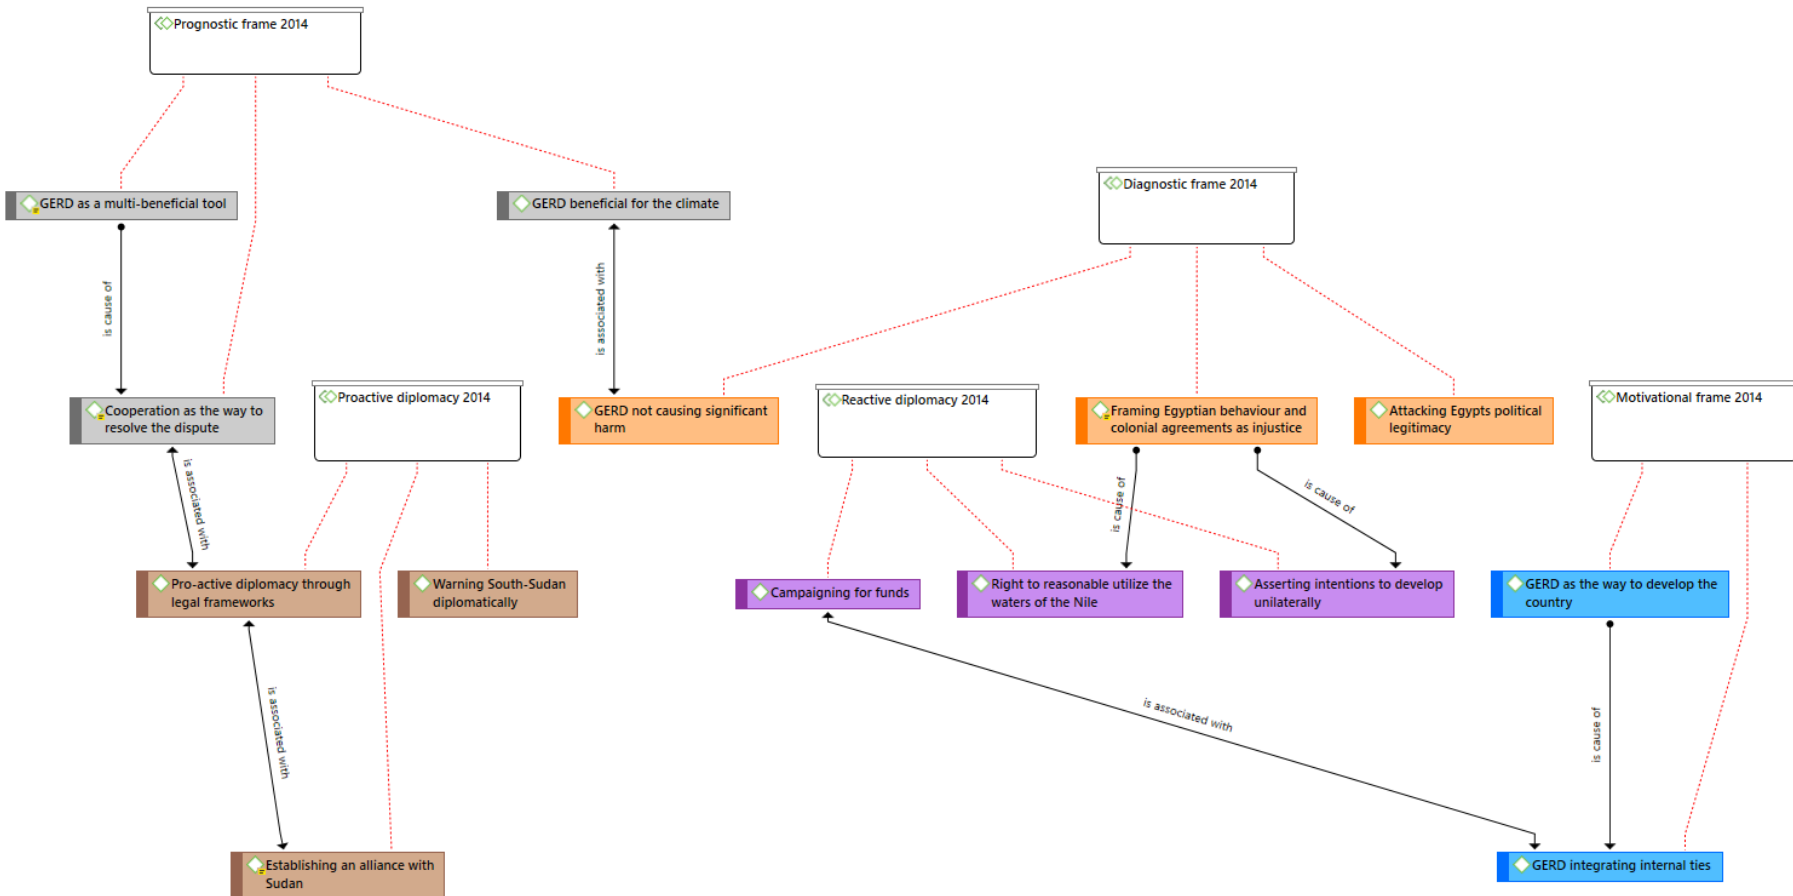 Prognostic frame 2014
Diagnostic frame 2014
GERD as a multi-beneficial tool
GERD beneficial for the climate
is cause of
is associated with
Proactive diplomacy 2014
Reactive diplomacy 2014
Motivational frame 2014
Cooperation as the way to
resolve the dispute
GERD not causing significant
harm
Framing Egyptian behaviour and
colonial agreements as injustice
Attacking Egypts political
legitimacy
is associated with
is cause of
is cause of
Pro-active diplomacy through
legal frameworks
Warning South-Sudan
diplomatically
Campaigning for funds
Right to reasonable utilize the
waters of the Nile
Asserting intentions to develop
unilaterally
GERD as the way to develop the
country
is associated with
is associated with
is cause of
Establishing an alliance with
Sudan
GERD integrating internal ties